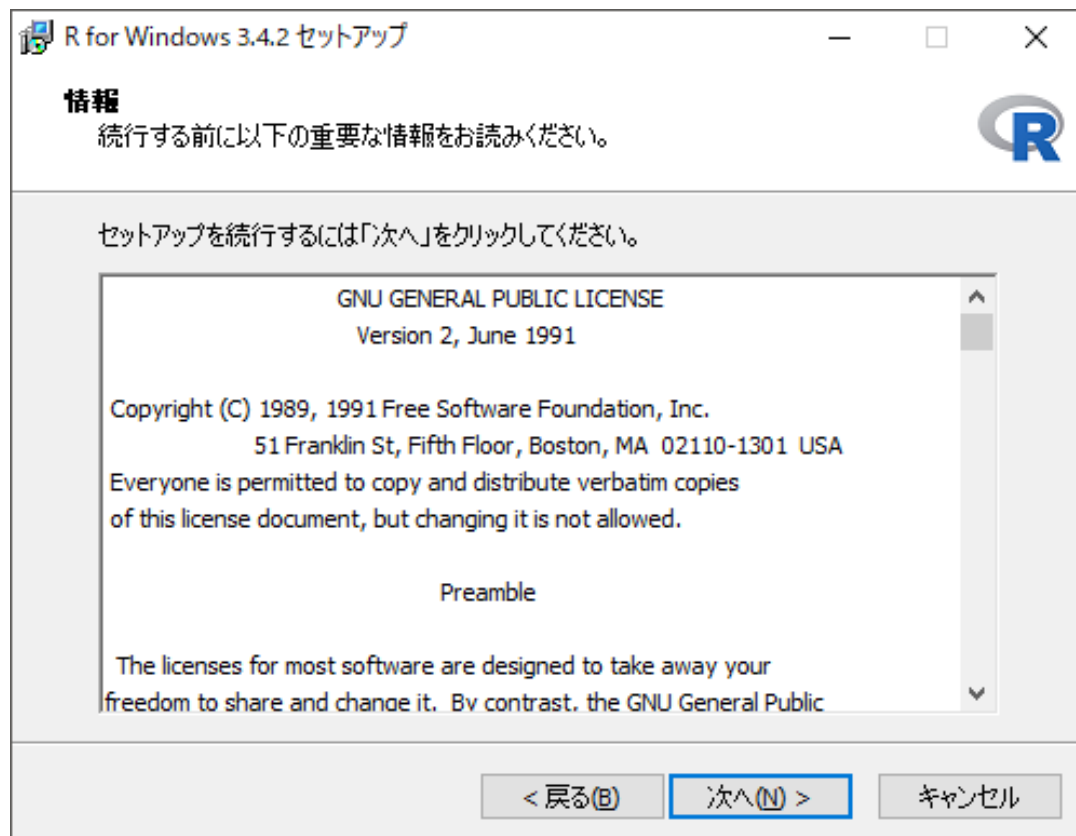 R for Windows 3.4.2 セットアップ
情報
続行する前に以下の重要な情報をお読みください。
R
セットアップを続行するには「次へ」をクリックしてください。
GNU GENERAL PUBLIC LICENSE
Version 2, June 1991
Copyright (C) 1989, 1991 Free Software Foundation, Inc.
51 Franklin St, Fifth Floor, Boston, MA  02110-1301  USA
Everyone is permitted to copy and distribute verbatim copies
of this license document, but changing it is not allowed.
Preamble
The licenses for most software are designed to take away your
freedom to share and change it.  By contrast, the GNU General Public
< 戻る(B)
次へ(N) >
キャンセル